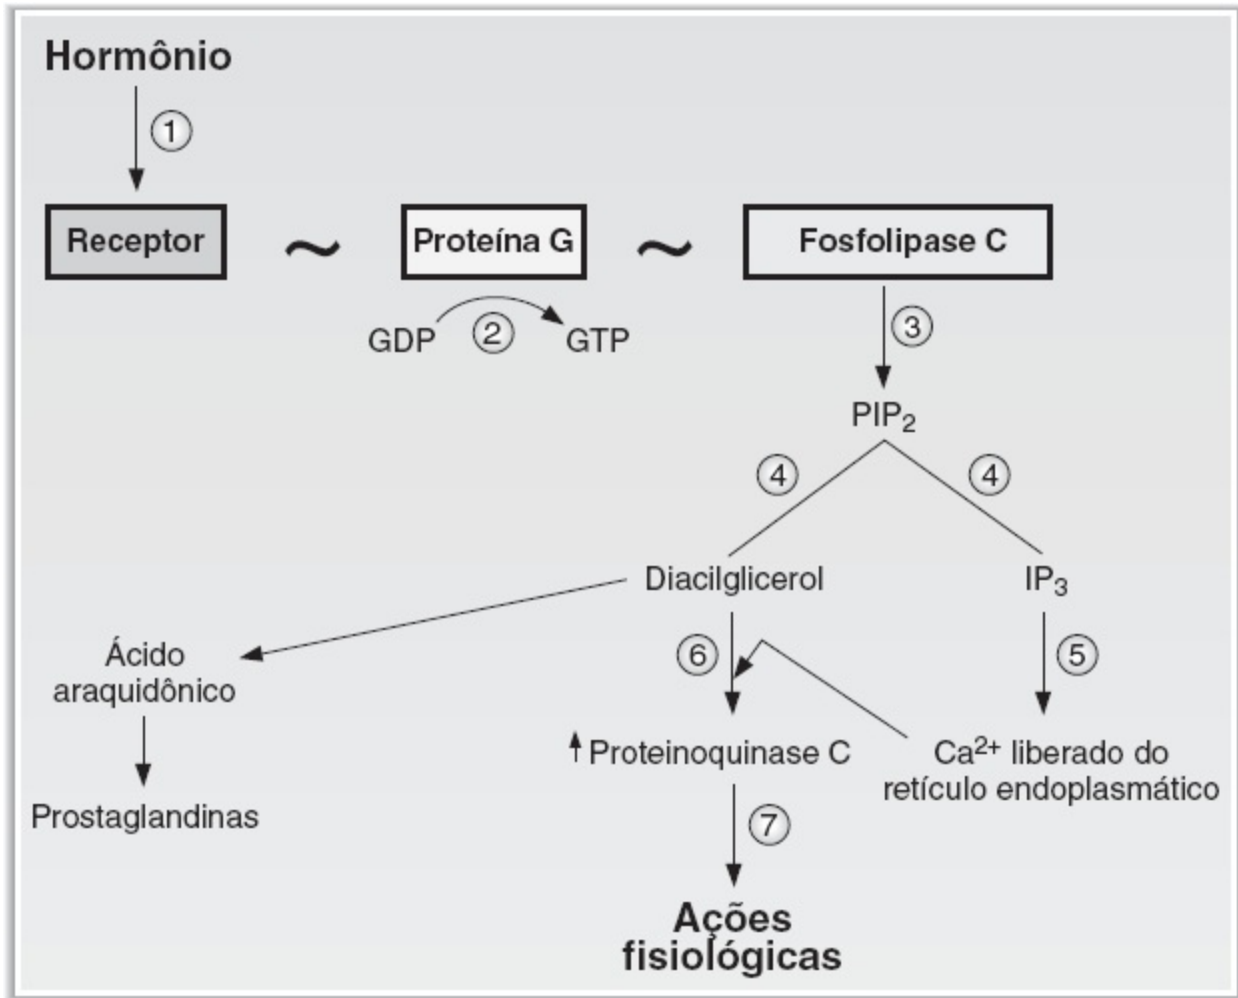 Hormônio
1
Receptor ~ Proteína G ~ Fosfolipase C
GDP 2 GTP
3
PIP₂
4 4
Diacilglicerol IP₃
Ácido
araquidônico
6 5
Proteinoquinase C
Ca²⁺ liberado do
retículo endoplasmático
Prostaglandinas
7
Ações
fisiológicas